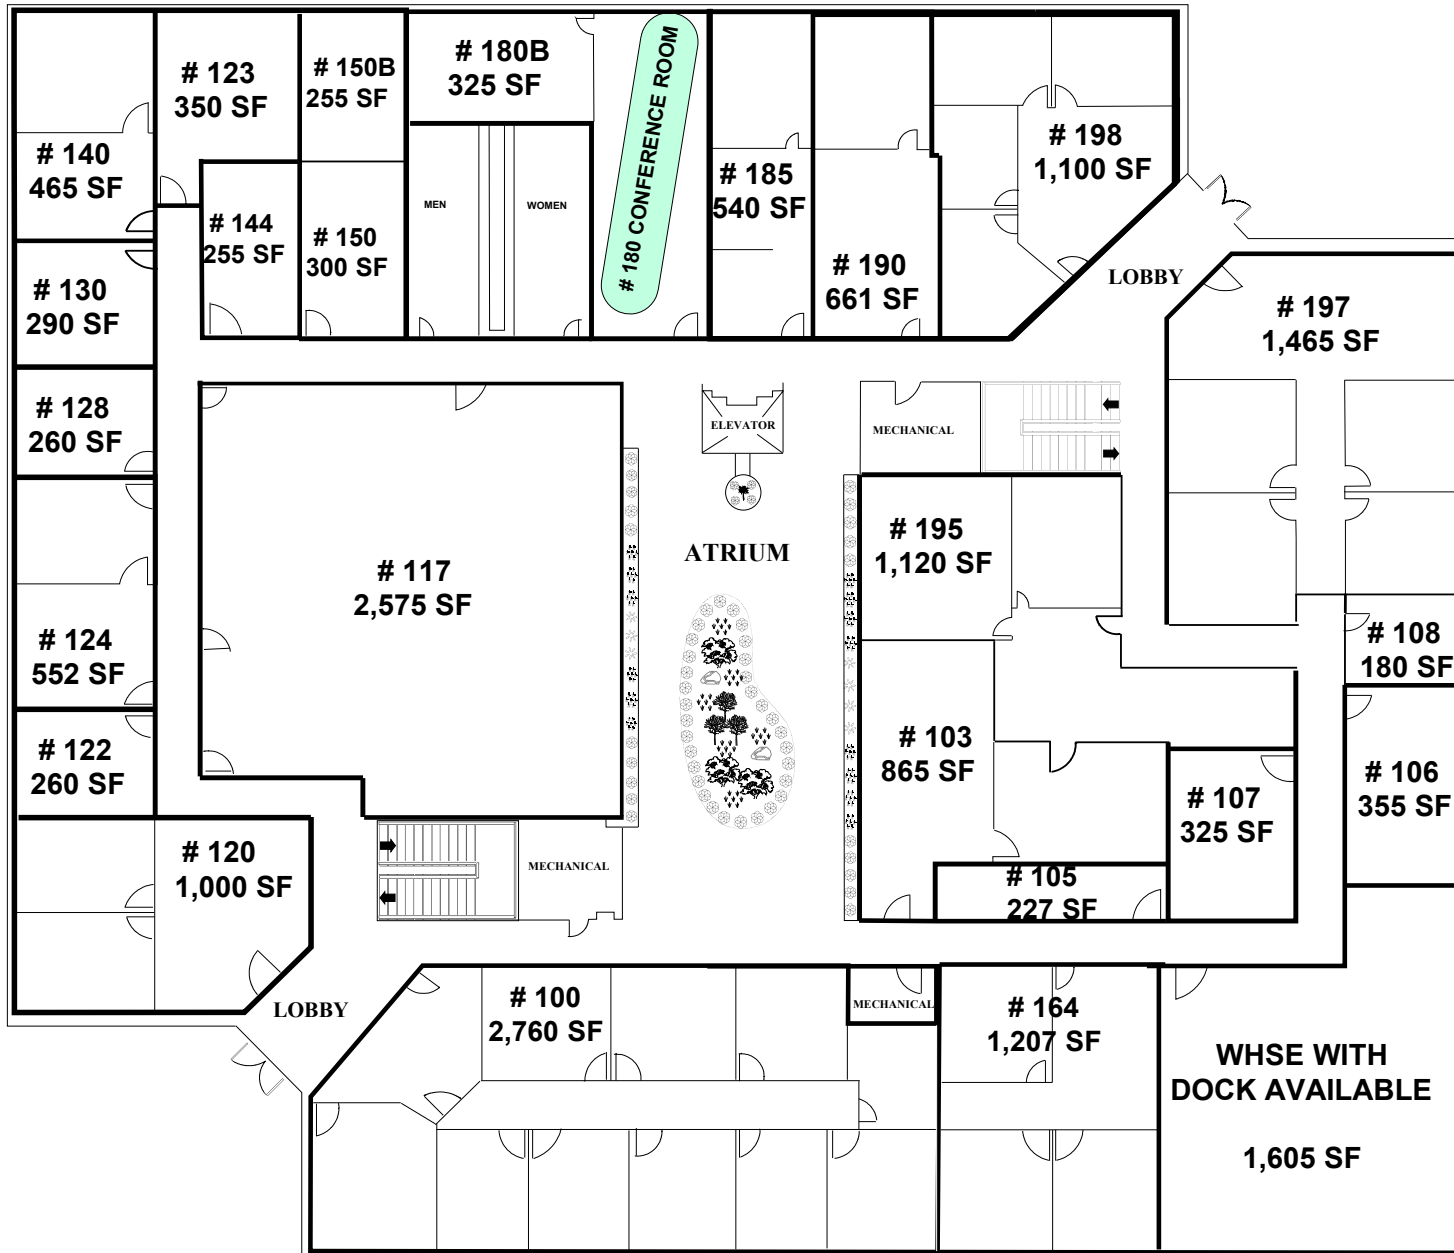 # 123
350 SF
# 150B
255 SF
# 180B
325 SF
# 180 CONFERENCE ROOM
# 140
465 SF
# 144
255 SF
# 150
300 SF
MEN
WOMEN
# 185
540 SF
# 190
661 SF
# 198
1,100 SF
LOBBY
# 130
290 SF
# 197
1,465 SF
# 128
260 SF
ELEVATOR
MECHANICAL
# 117
2,575 SF
ATRIUM
# 195
1,120 SF
# 124
552 SF
# 108
180 SF
# 122
260 SF
# 103
865 SF
# 107
325 SF
# 106
355 SF
# 120
1,000 SF
MECHANICAL
# 105
227 SF
LOBBY
# 100
2,760 SF
MECHANICAL
# 164
1,207 SF
WHSE WITH
DOCK AVAILABLE
1,605 SF